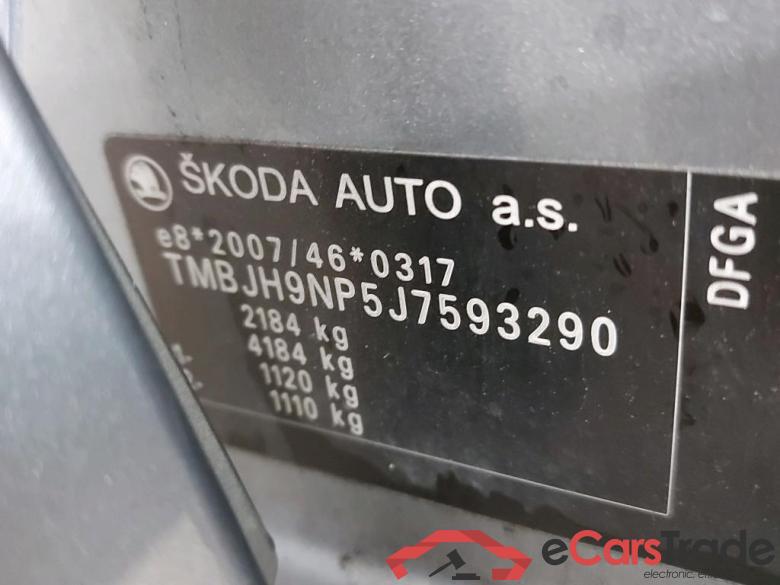 ŠKODA AUTO a.s.
e8*2007/46*0317
TMBJH9NP5J7593290
2184 kg
4184 kg
1120 kg
1110 kg
DFGA
eCarsTrade